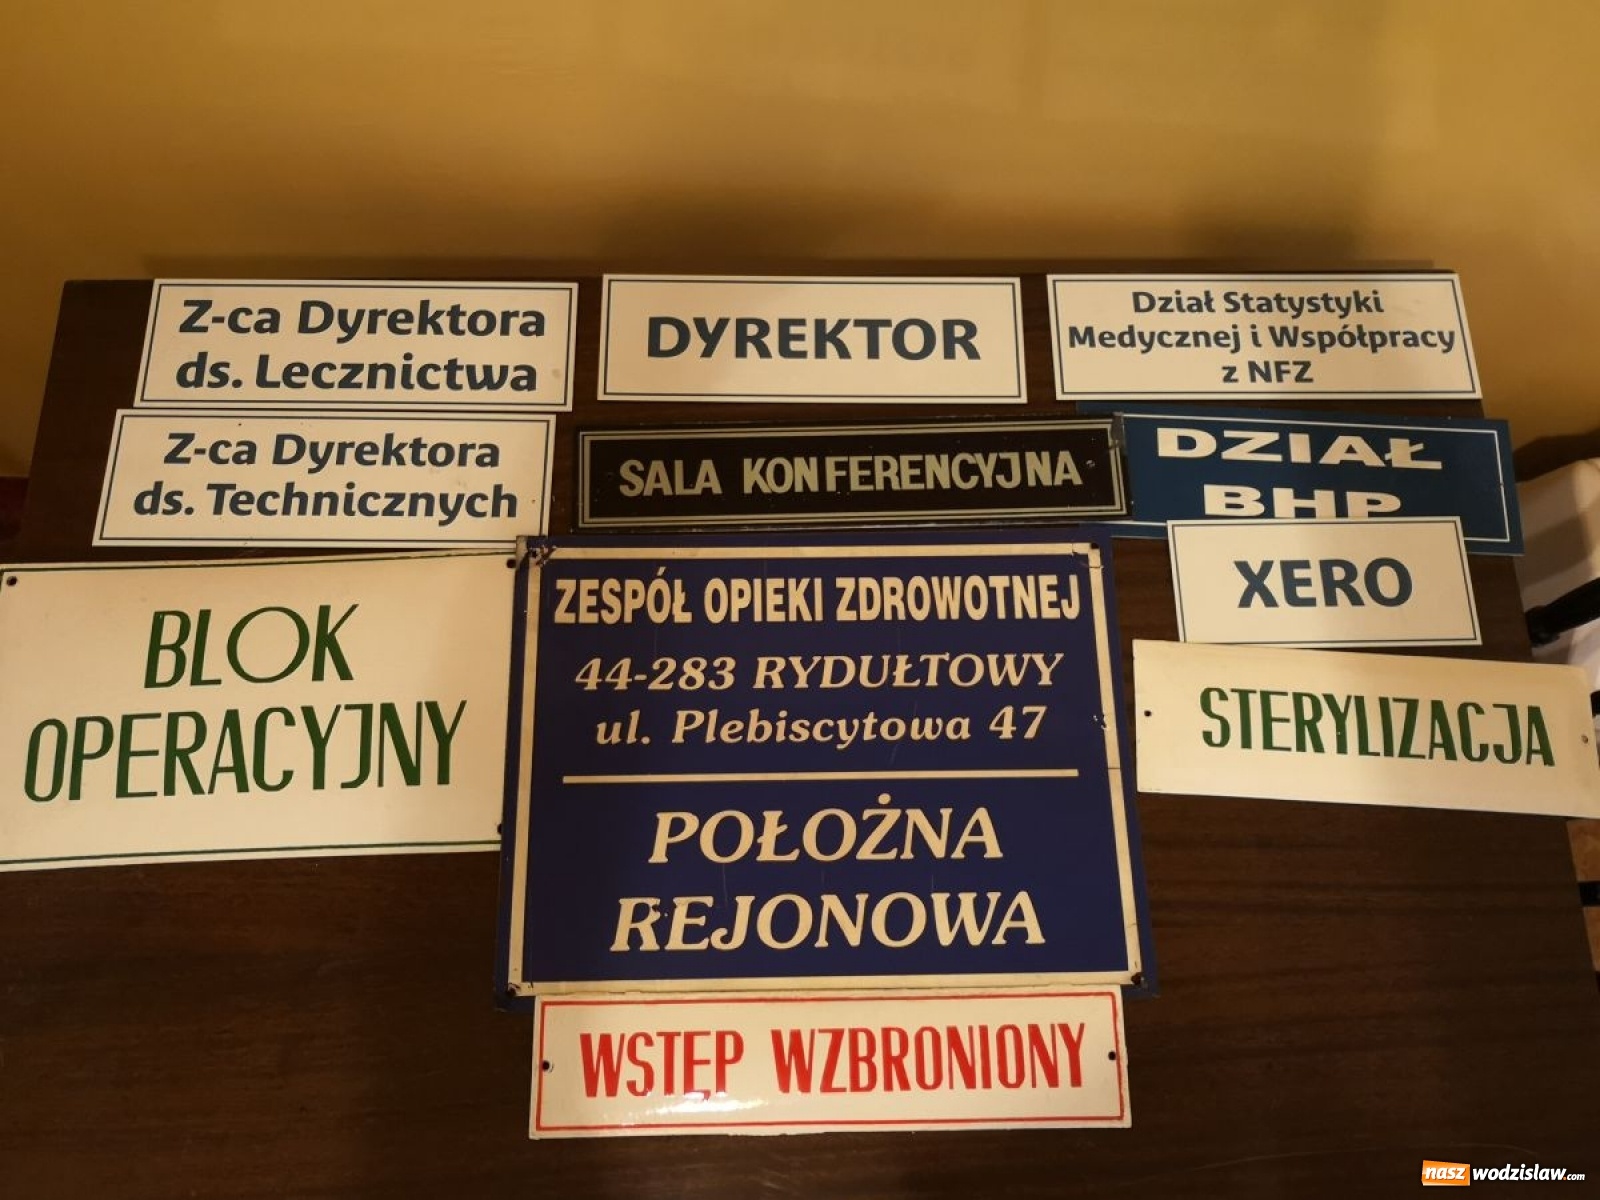 Z-ca Dyrektora
ds. Lecznictwa
DYREKTOR
Dział Statystyki
Medycznej i Współpracy
z NFZ
Z-ca Dyrektora
ds. Technicznych
SALA KONFERENCYJNA
DZIAŁ
BHP
XERO
BLOK
OPERACYJNY
ZESPÓŁ OPIEKI ZDROWOTNEJ
44-283 RYDUŁTOWY
ul. Plebiscytowa 47
POŁOŻNA
REJONOWA
STERYLIZACJA
WSTĘP WZBRONIONY
nasz wodzislaw.com